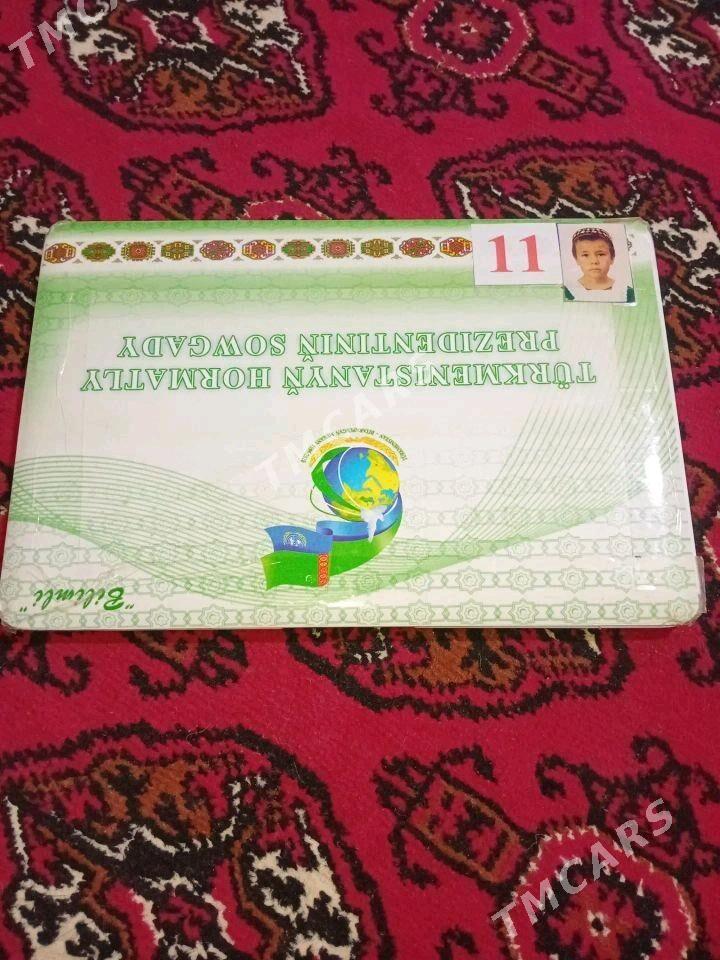 TMCARS
11
TÜRKMENISTANYŇ HORMATLY
PREZIDENTINIŇ SOWGADY
TMCARS
"Bilimli"
TMCARS